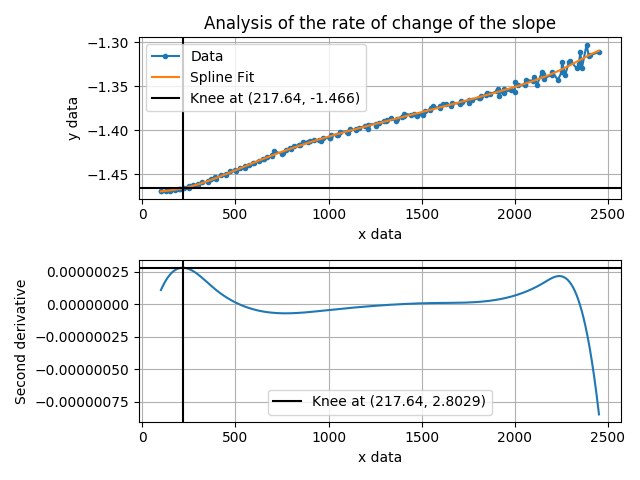 Analysis of the rate of change of the slope
−1.30
−1.35
−1.40
−1.45
y data
Data
Spline Fit
Knee at (217.64, -1.466)
0
500
1000
1500
2000
2500
x data
0.00000025
0.00000000
−0.00000025
−0.00000050
−0.00000075
Second derivative
Knee at (217.64, 2.8029)
0
500
1000
1500
2000
2500
x data